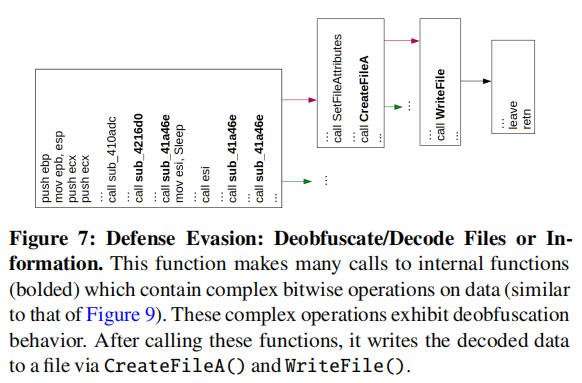 push ebp
mov epb, esp
push ecx
push ecx
...
call sub_410adc
...
call sub_4216d0
...
call sub_41a46e
mov esi, Sleep
...
call esi
...
call sub_41a46e
...
call sub_41a46e
...
...
call SetFileAttributes
...
call CreateFileA
...
...
...
call WriteFile
...
...
...
leave
retn
Figure 7: Defense Evasion: Deobfuscate/Decode Files or In-
formation. This function makes many calls to internal functions
(bolded) which contain complex bitwise operations on data (similar
to that of Figure 9). These complex operations exhibit deobfuscation
behavior. After calling these functions, it writes the decoded data
to a file via CreateFileA() and WriteFile().